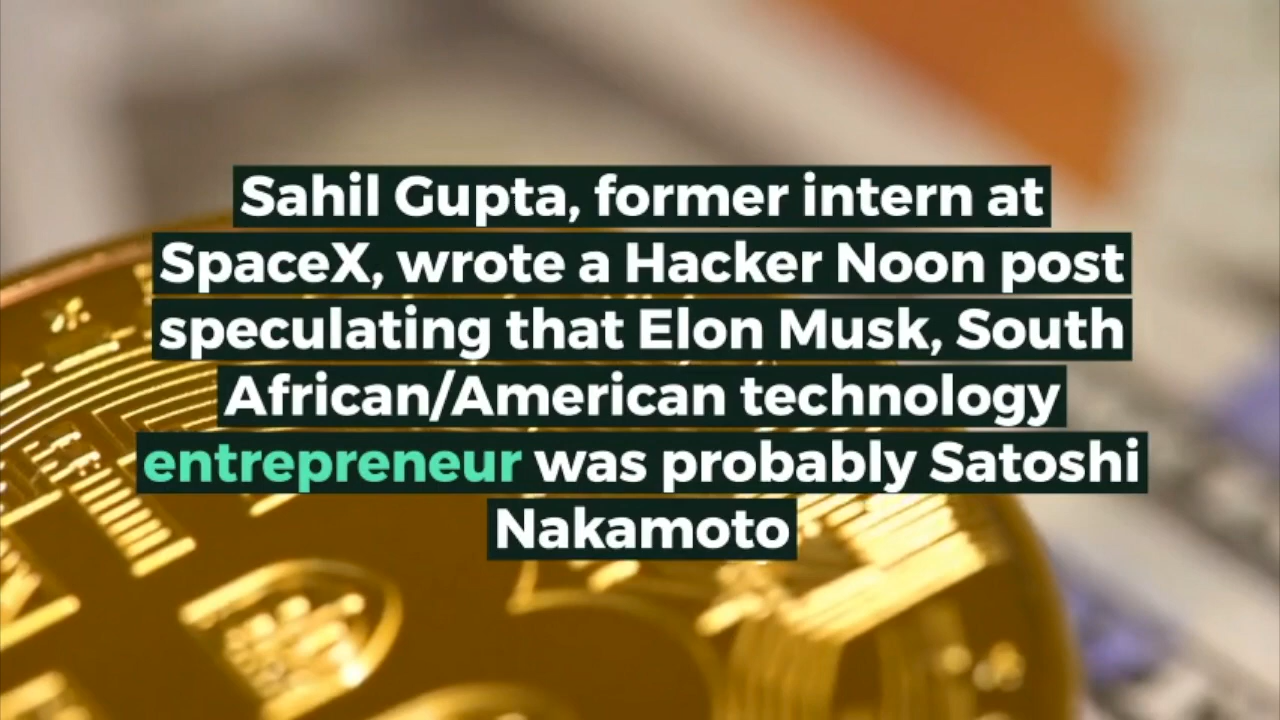 Sahil Gupta, former intern at
SpaceX, wrote a Hacker Noon post
speculating that Elon Musk, South
African/American technology
entrepreneur was probably Satoshi
Nakamoto